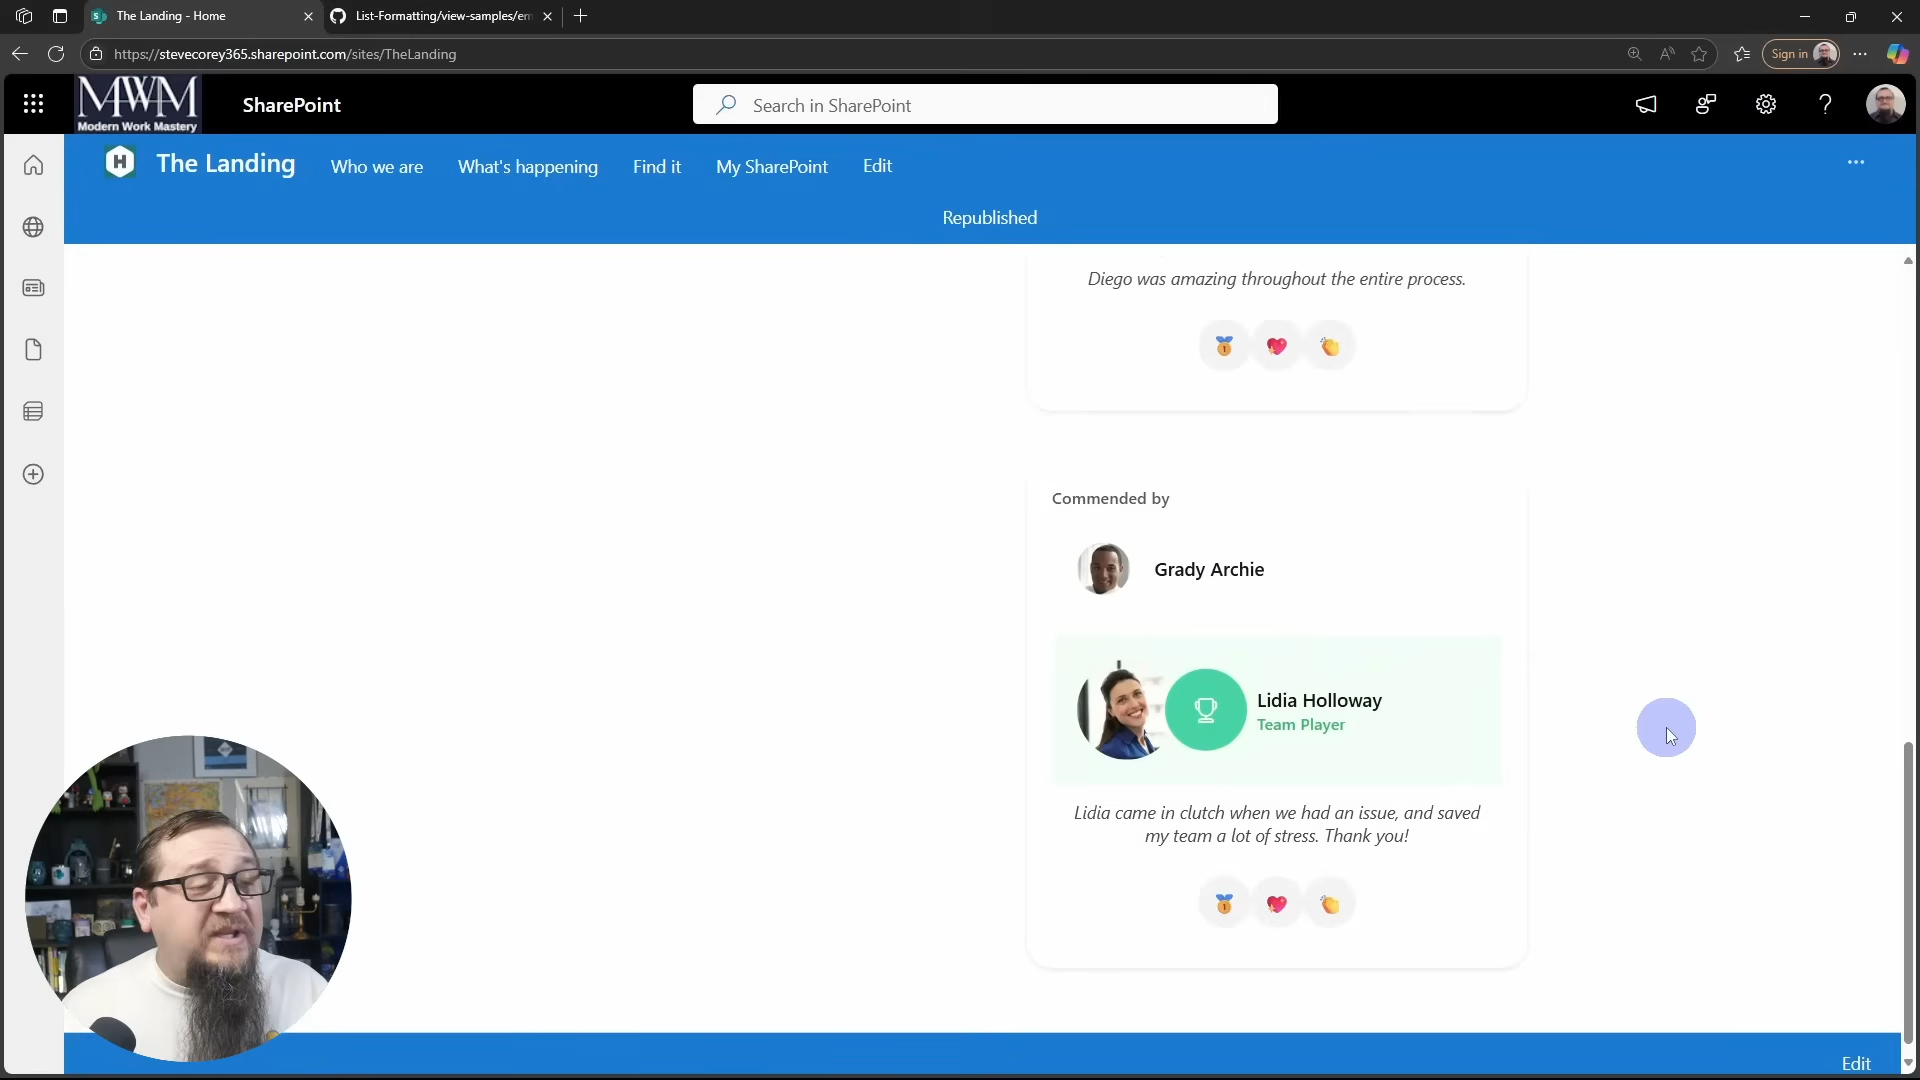 The Landing - Home
List-Formatting/view-samples/em
https://stevecorey365.sharepoint.com/sites/TheLanding
Sign in
MWM
Modern Work Mastery
SharePoint
Search in SharePoint
H
The Landing
Who we are
What's happening
Find it
My SharePoint
Edit
Republished
Diego was amazing throughout the entire process.
Commended by
Grady Archie
Lidia Holloway
Team Player
Lidia came in clutch when we had an issue, and saved
my team a lot of stress. Thank you!
Edit